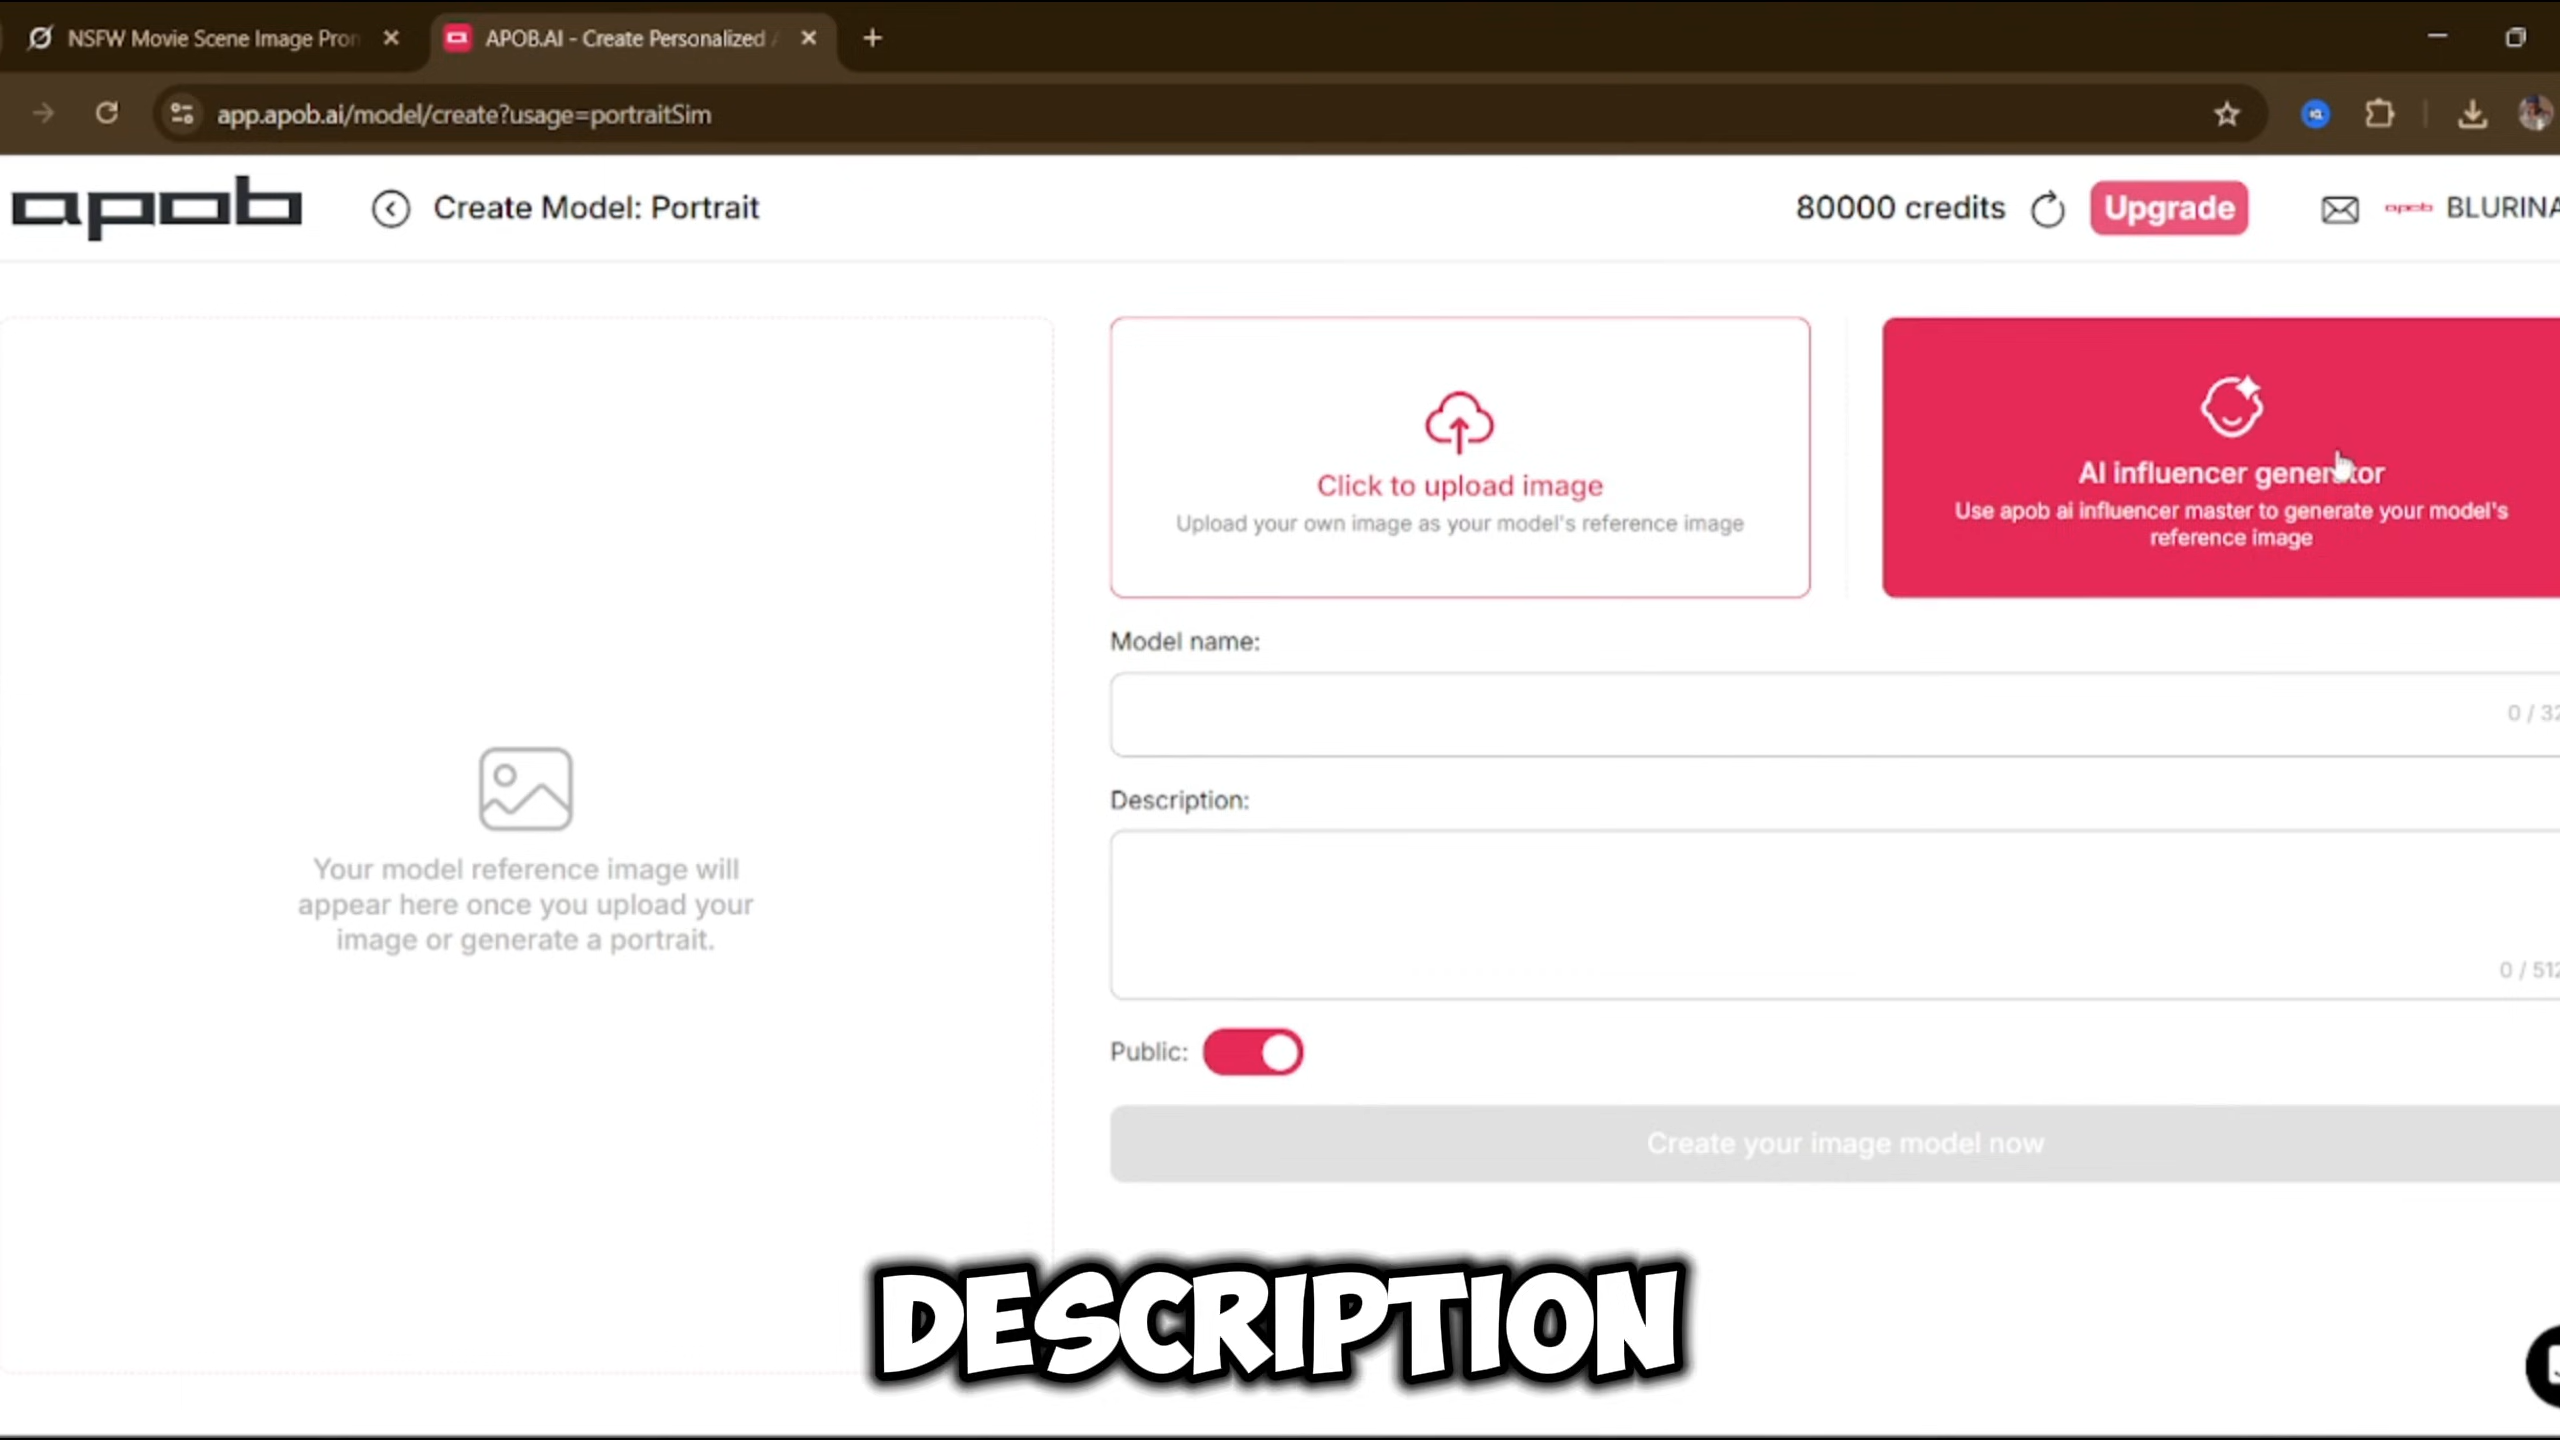 NSFW Movie Scene Image Pron
APOB.AI - Create Personalized
app.apob.ai/model/create?usage=portraitSim
apob
Create Model: Portrait
80000 credits
Upgrade
apob
BLURINA
Click to upload image
Upload your own image as your model's reference image
AI influencer generator
Use apob ai influencer master to generate your model's
reference image
Model name:
0 / 32
Your model reference image will
appear here once you upload your
image or generate a portrait.
Description:
0 / 512
Public:
Create your image model now
DESCRIPTION